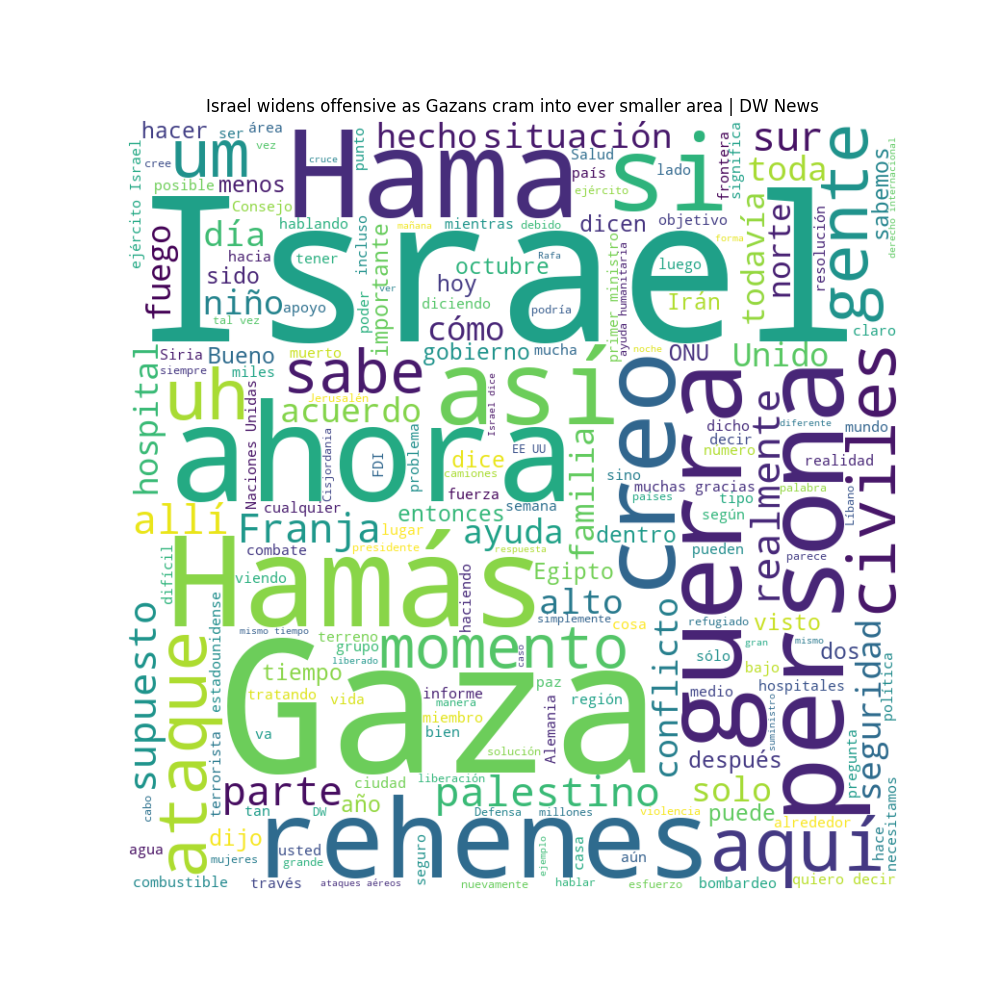 Israel widens offensive as Gazans cram into ever smaller area | DW News
hacer
ser
área
vez
cree
um
posible
menos
Consejo
ejército Israel
Hama
cruce
punto
hecho
situación
Salud
país
ejército
si
lado
frontera
significa
sur
toda
gente
sabemos
derecho internacional
Israel
fuego
día
hablando
mañana
mientras
debido
dicen
objetivo
hacia
tener
sido
niño
apoyo
tal vez
poder
incluso
importante
ver
octubre
Rafa
hoy
diciendo
podría
luego
forma
Irán
todavía
norte
resolución
claro
cómo
primer ministro
ayuda humanitaria
Siria
siempre
Bueno
miles
muerto
sabe
gobierno
mucha
noche
ONU
Unido
hospital
uh
Jerusalén
acuerdo
así
Israel dice
creo
guerra
persona
civiles
dicho
decir
diferente
mundo
número
realidad
realmente
Naciones Unidas
ahora
Cisjordania
FDI
problema
dice
EE UU
camiones
familia
sino
muchas gracias
países
tipo
palabra
Líbano
cualquier
fuerza
semana
según
allí
Franja
lugar
entonces
ayuda
dentro
combate
presidente
respuesta
pueden
parece
difícil
viendo
Hamás
haciendo
Egipto
alto
simplemente
cosa
refugiado
visto
gran
mismo
supuesto
ataque
estadounidense
mismo tiempo
terreno
grupo
liberado
momento
caso
conflicto
sólo
bajo
dos
seguridad
política
Gaza
tiempo
tratando
vida
informe
manera
miembro
bien
paz
región
medio
hospitales
suministro
va
solución
Alemania
después
pregunta
terrorista
cabo
parte
ciudad
año
liberación
palestino
solo
puede
necesitamos
tan
DW
Defensa
millones
violencia
alrededor
dijo
rehenes
aquí
hace
agua
mujeres
usted
grande
seguro
ejemplo
casa
aún
combustible
través
ataques aéreos
nuevamente
hablar
esfuerzo
bombardeo
quiero decir